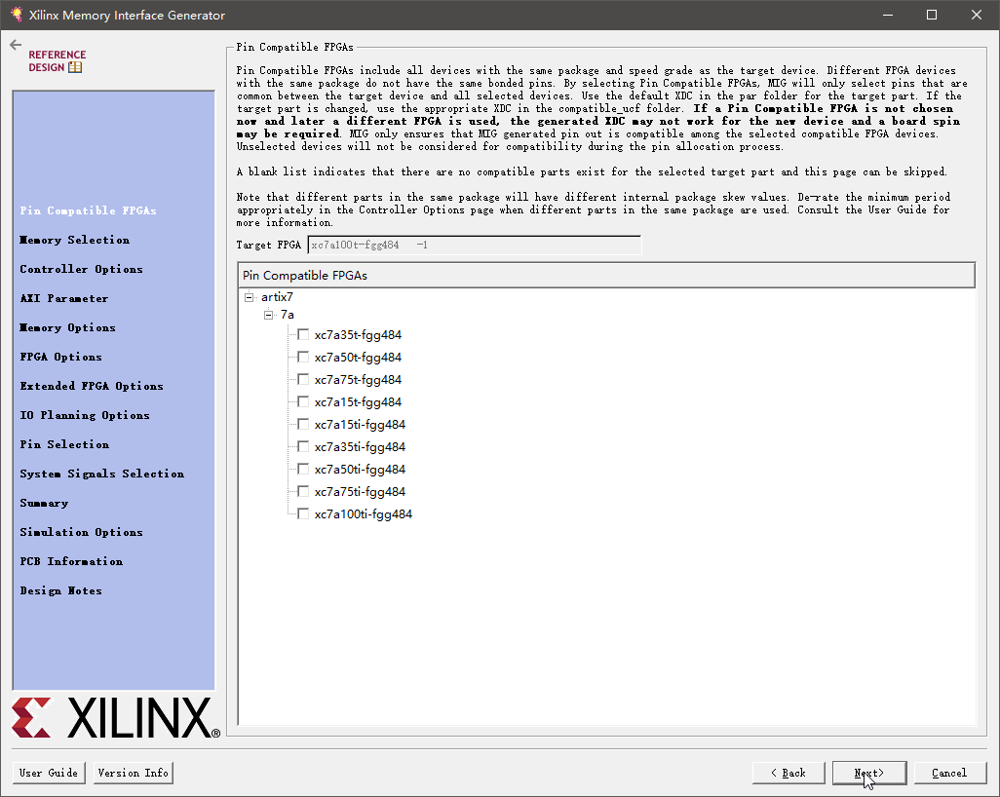 Xilinx Memory Interface Generator
REFERENCE
DESIGN
Pin Compatible FPGAs
Memory Selection
Controller Options
AXI Parameter
Memory Options
FPGA Options
Extended FPGA Options
IO Planning Options
Pin Selection
System Signals Selection
Summary
Simulation Options
PCB Information
Design Notes
XILINX®
Pin Compatible FPGAs
Pin Compatible FPGAs include all devices with the same package and speed grade as the target device. Different FPGA devices
with the same package do not have the same bonded pins. By selecting Pin Compatible FPGAs, MIG will only select pins that are
common between the target device and all selected devices. Use the default XDC in the par folder for the target part. If the
target part is changed, use the appropriate XDC in the compatible_ucf folder. If a Pin Compatible FPGA is not chosen
now and later a different FPGA is used, the generated XDC may not work for the new device and a board spin
may be required. MIG only ensures that MIG generated pin out is compatible among the selected compatible FPGA devices.
Unselected devices will not be considered for compatibility during the pin allocation process.
A blank list indicates that there are no compatible parts exist for the selected target part and this page can be skipped.
Note that different parts in the same package will have different internal package skew values. De-rate the minimum period
appropriately in the Controller Options page when different parts in the same package are used. Consult the User Guide for
more information.
Target FPGA xc7a100t-fgg484 -1
Pin Compatible FPGAs
artix7
7a
xc7a35t-fgg484
xc7a50t-fgg484
xc7a75t-fgg484
xc7a15t-fgg484
xc7a15ti-fgg484
xc7a35ti-fgg484
xc7a50ti-fgg484
xc7a75ti-fgg484
xc7a100ti-fgg484
User Guide Version Info < Back Next> Cancel